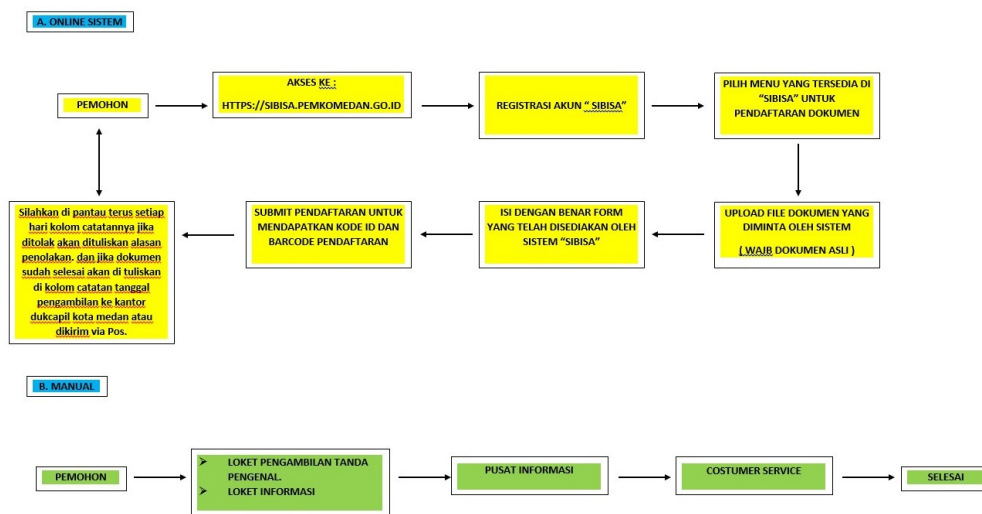 A. ONLINE SISTEM
PEMOHON
AKSES KE :
HTTPS://SIBISA.PEMKOMEDAN.GO.ID
REGISTRASI AKUN “ SIBISA”
PILIH MENU YANG TERSEDIA DI
“SIBISA” UNTUK
PENDAFTARAN DOKUMEN
UPLOAD FILE DOKUMEN YANG
DIMINTA OLEH SISTEM
( WAJB DOKUMEN ASLI )
ISI DENGAN BENAR FORM
YANG TELAH DISEDIAKAN OLEH
SISTEM “SIBISA”
SUBMIT PENDAFTARAN UNTUK
MENDAPATKAN KODE ID DAN
BARCODE PENDAFTARAN
Silahkan di pantau terus setiap
hari kolom catatannya jika
ditolak akan dituliskan alasan
penolakan. dan jika dokumen
sudah selesai akan di tuliskan
di kolom catatan tanggal
pengambilan ke kantor
dukcapil kota medan atau
dikirim via Pos.
B. MANUAL
PEMOHON
➢ LOKET PENGAMBILAN TANDA
PENGENAL.
➢ LOKET INFORMASI
PUSAT INFORMASI
COSTUMER SERVICE
SELESAI